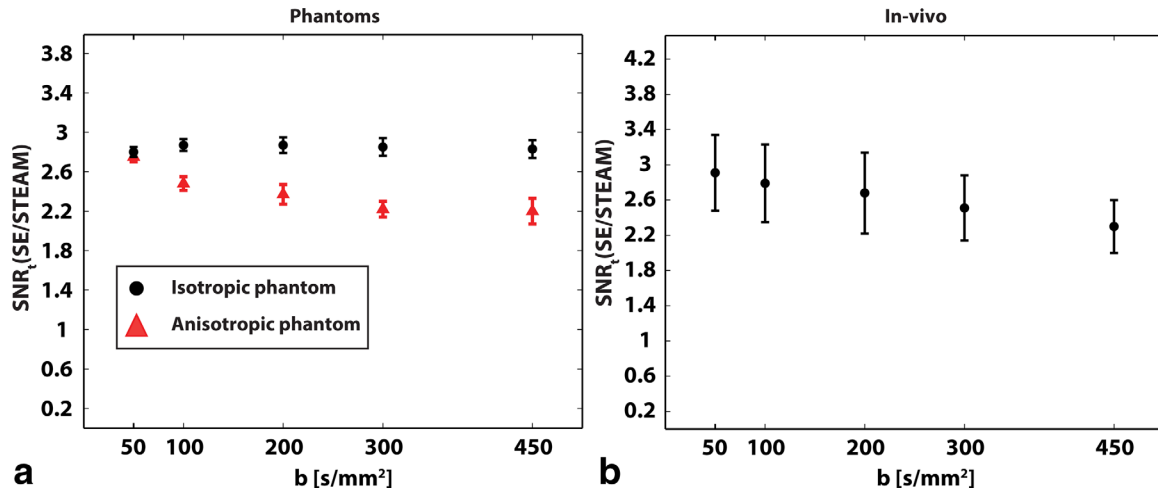 Phantoms
SNRt(SE/STEAM)
3.8
3.4
3
2.6
2.2
1.8
1.4
1
0.6
0.2
Isotropic phantom
Anisotropic phantom
50 100 200 300 450
b [s/mm²]
a
In-vivo
SNRt(SE/STEAM)
4.2
3.8
3.4
3
2.6
2.2
1.8
1.4
1
0.6
0.2
50 100 200 300 450
b [s/mm²]
b